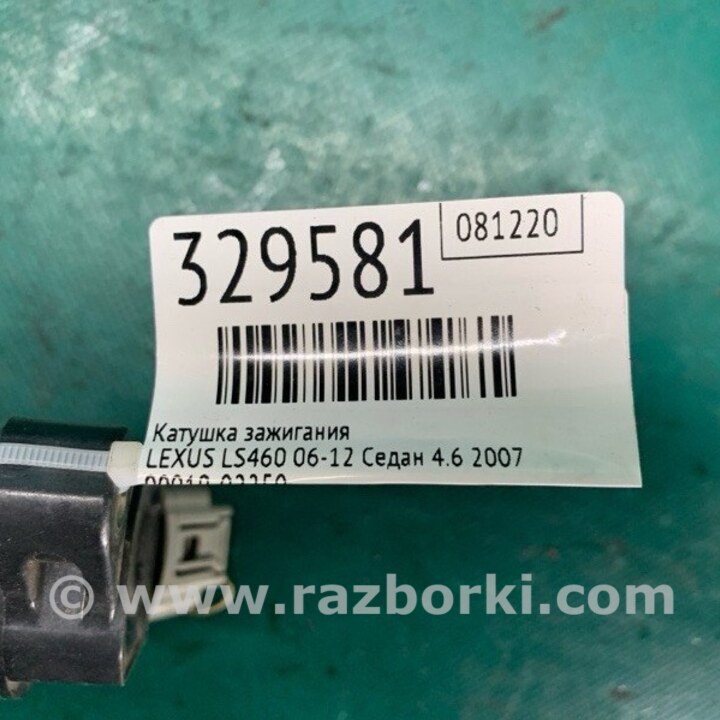 329581
081220
Катушка зажигания
LEXUS LS460 06-12 Седан 4.6 2007
© www.razborki.com